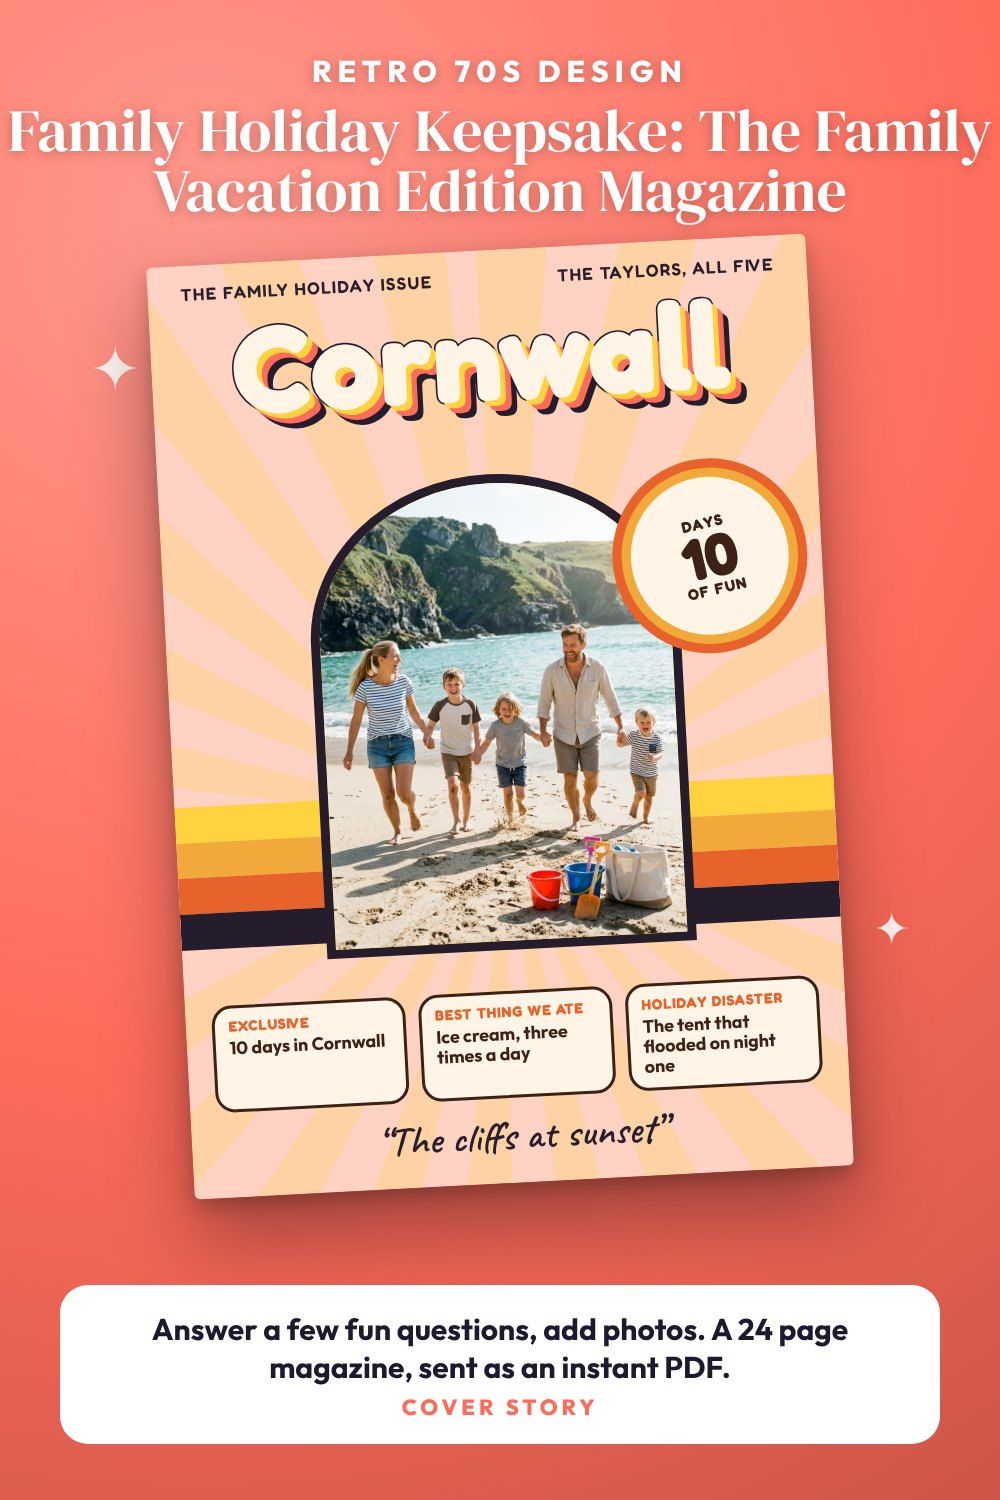 RETRO 70S DESIGN
Family Holiday Keepsake: The Family
Vacation Edition Magazine
THE FAMILY HOLIDAY ISSUE
THE TAYLORS, ALL FIVE
Cornwall
DAYS
10
OF FUN
EXCLUSIVE
10 days in Cornwall
BEST THING WE ATE
Ice cream, three
times a day
HOLIDAY DISASTER
The tent that
flooded on night
one
“The cliffs at sunset”
Answer a few fun questions, add photos. A 24 page
magazine, sent as an instant PDF.
COVER STORY